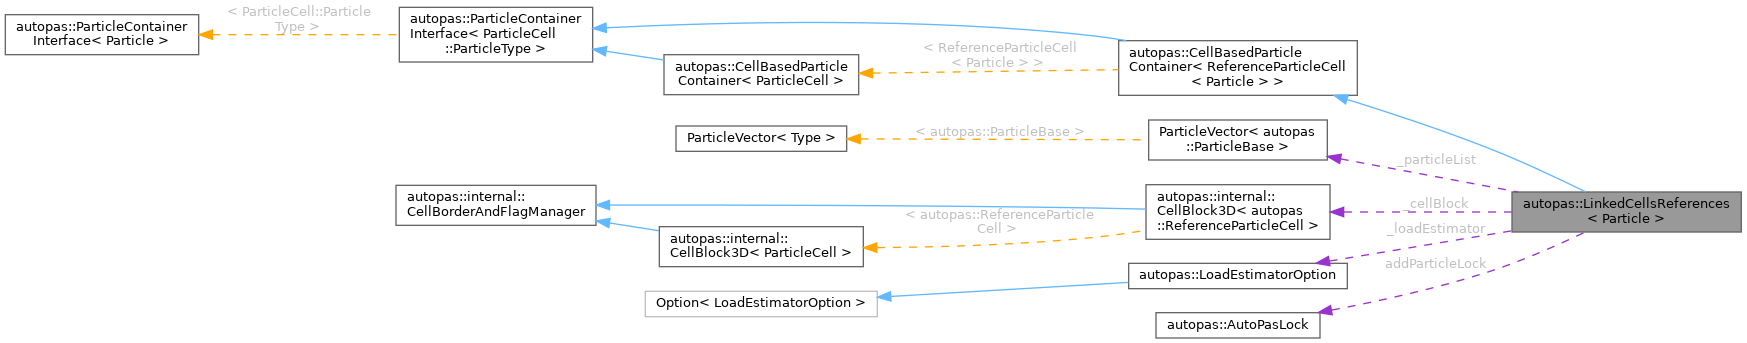 autopas::ParticleContainer
Interface< Particle >
< ParticleCell::Particle
Type >
autopas::ParticleContainer
Interface< ParticleCell
::ParticleType >
autopas::CellBasedParticle
Container< ParticleCell >
< ReferenceParticleCell
< Particle > >
autopas::CellBasedParticle
Container< ReferenceParticleCell
< Particle > >
ParticleVector< Type >
< autopas::ParticleBase >
ParticleVector< autopas
::ParticleBase >
_particleList
autopas::internal::
CellBorderAndFlagManager
autopas::internal::
CellBlock3D< ParticleCell >
< autopas::ReferenceParticle
Cell >
autopas::internal::
CellBlock3D< autopas
::ReferenceParticleCell >
_cellBlock
autopas::LinkedCellsReferences
< Particle >
_loadEstimator
autopas::LoadEstimatorOption
Option< LoadEstimatorOption >
addParticleLock
autopas::AutoPasLock